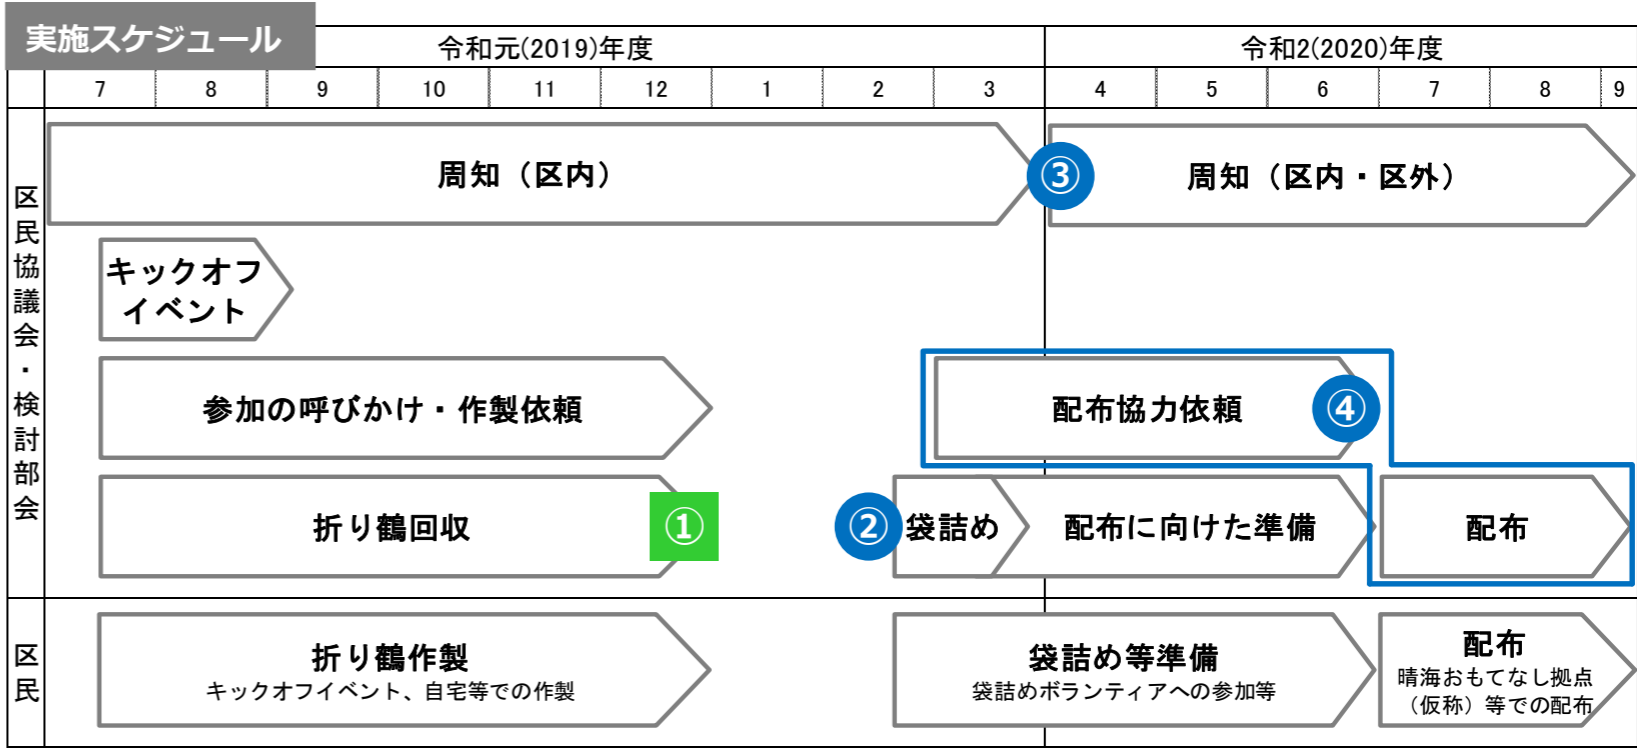 実施スケジュール
令和元(2019)年度
令和2(2020)年度
7 8 9 10 11 12 1 2 3 4 5 6 7 8 9
区民協議会・検討部会
周知（区内）
③
周知（区内・区外）
キックオフ
イベント
参加の呼びかけ・作製依頼
配布協力依頼
④
折り鶴回収
①
②
袋詰め
配布に向けた準備
配布
区民
折り鶴作製
キックオフイベント、自宅等での作製
袋詰め等準備
袋詰めボランティアへの参加等
配布
晴海おもてなし拠点
（仮称）等での配布